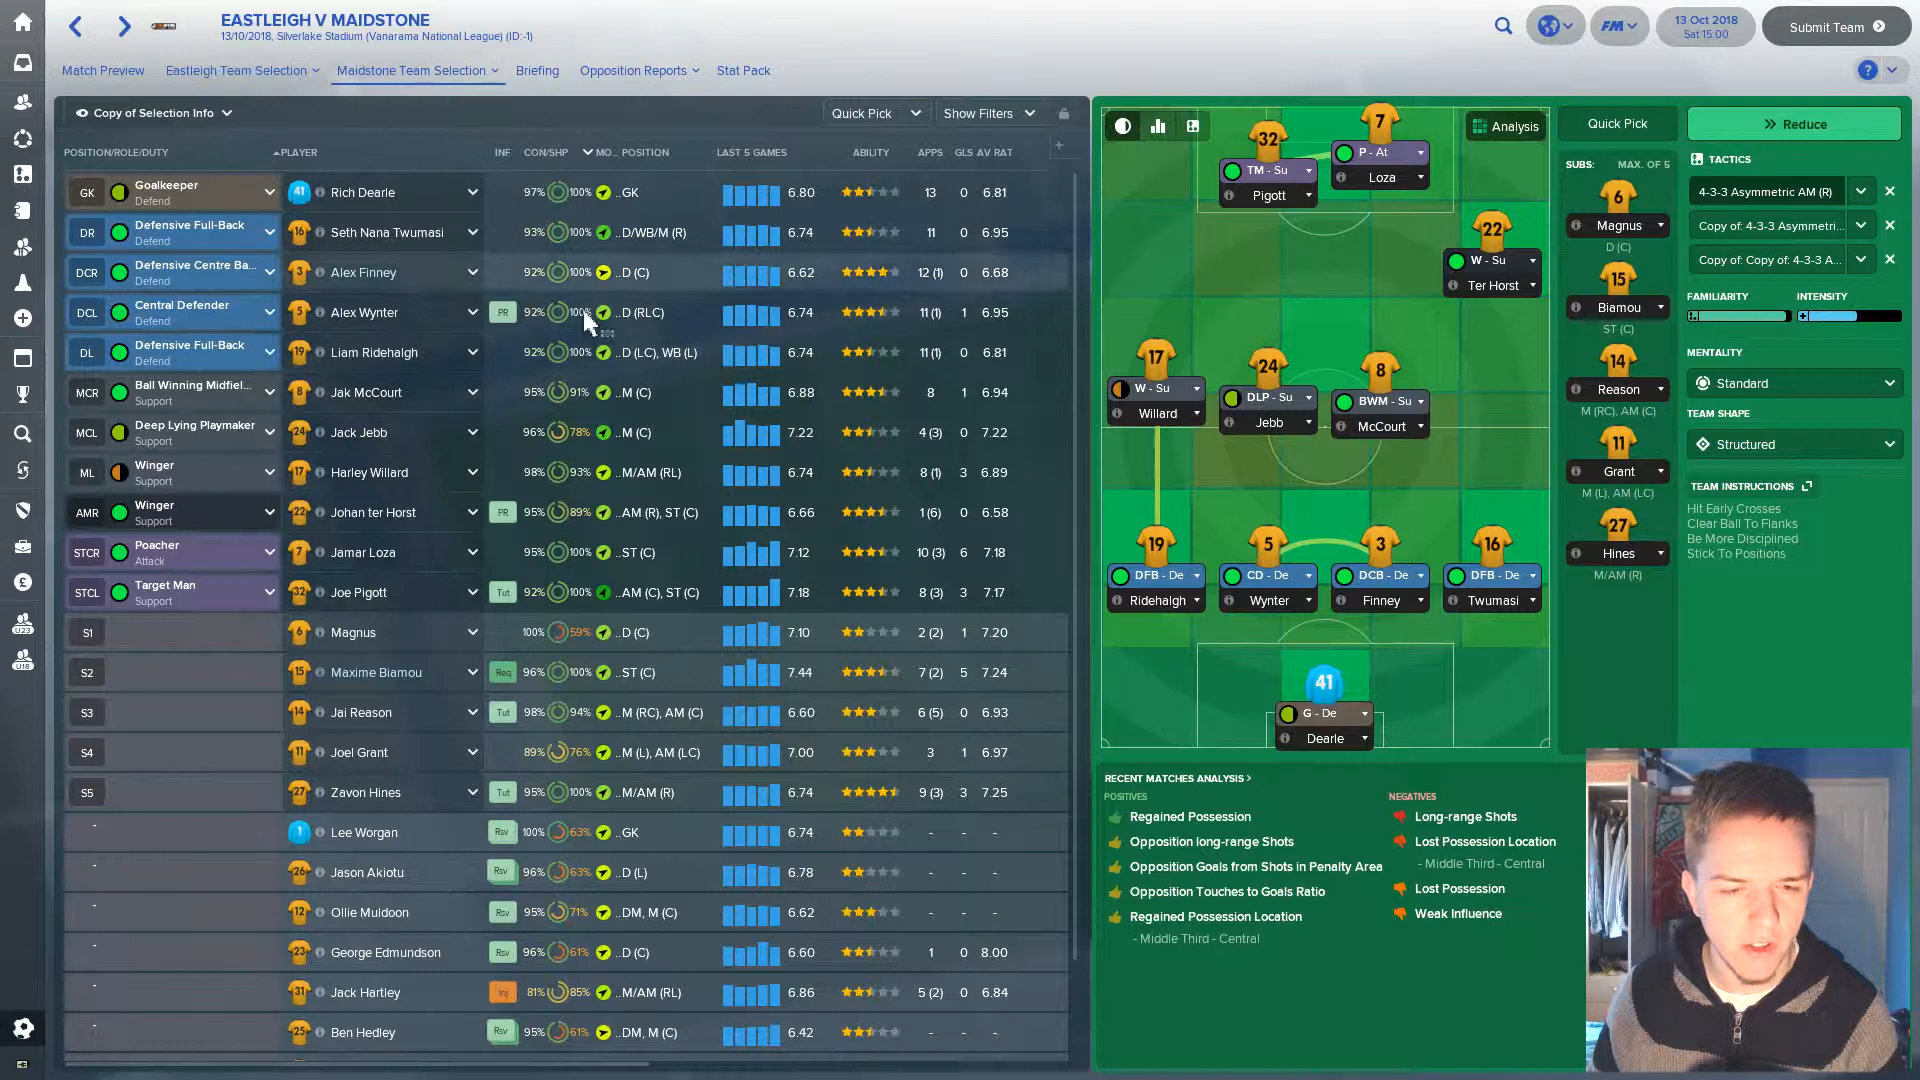 EASTLEIGH V MAIDSTONE
13/10/2018, Silverlake Stadium (Vanarama National League) (ID:-1)
FM
13 Oct 2018
Sat 15:00
Submit Team
Match Preview
Eastleigh Team Selection
Maidstone Team Selection
Briefing
Opposition Reports
Stat Pack
?
Copy of Selection Info
Quick Pick
Show Filters
POSITION/ROLE/DUTY PLAYER INF CON/SHP MO... POSITION LAST 5 GAMES ABILITY APPS GLS AV RAT
GK Goalkeeper Defend 41 Rich Dearle 97% 100% ..GK 6.80 13 0 6.81
DR Defensive Full-Back Defend 16 Seth Nana Twumasi 93% 100% ..D/WB/M (R) 6.74 11 0 6.95
DCR Defensive Centre Ba... Defend 3 Alex Finney 92% 100% ..D (C) 6.62 12 (1) 0 6.68
DCL Central Defender Defend 5 Alex Wynter PR 92% 100% ..D (RLC) 6.74 11 (1) 1 6.95
DL Defensive Full-Back Defend 19 Liam Ridehalgh 92% 100% ..D (LC), WB (L) 6.74 11 (1) 0 6.81
MCR Ball Winning Midfiel... Support 8 Jak McCourt 95% 91% ..M (C) 6.88 8 1 6.94
MCL Deep Lying Playmaker Support 24 Jack Jebb 96% 78% ..M (C) 7.22 4 (3) 0 7.22
ML Winger Support 17 Harley Willard 98% 93% ..M/AM (RL) 6.74 8 (1) 3 6.89
AMR Winger Support 22 Johan ter Horst PR 95% 89% ..AM (R), ST (C) 6.66 1 (6) 0 6.58
STCR Poacher Attack 7 Jamar Loza 95% 100% ..ST (C) 7.12 10 (3) 6 7.18
STCL Target Man Support 32 Joe Pigott Tut 92% 100% ..AM (C), ST (C) 7.18 8 (3) 3 7.17
S1 6 Magnus 100% 59% ..D (C) 7.10 2 (2) 1 7.20
S2 15 Maxime Biamou Req 96% 100% ..ST (C) 7.44 7 (2) 5 7.24
S3 14 Jai Reason Tut 98% 94% ..M (RC), AM (C) 6.60 6 (5) 0 6.93
S4 11 Joel Grant 89% 76% ..M (L), AM (LC) 7.00 3 1 6.97
S5 27 Zavon Hines Tut 95% 100% ..M/AM (R) 6.74 9 (3) 3 7.25
- 1 Lee Worgan Rsv 100% 63% ..GK 6.74 - - -
- 26 Jason Akiotu Rsv 96% 63% ..D (L) 6.78 - - -
- 12 Ollie Muldoon Rsv 95% 71% ..DM, M (C) 6.62 - - -
- 23 George Edmundson Rsv 96% 61% ..D (C) 6.60 1 0 8.00
- 31 Jack Hartley Inj 81% 85% ..M/AM (RL) 6.86 5 (2) 0 6.84
- 25 Ben Hedley Rsv 95% 61% ..DM, M (C) 6.42 - - -
U23
U18
Analysis
32
TM - Su
Pigott
7
P - At
Loza
22
W - Su
Ter Horst
17
W - Su
Willard
24
DLP - Su
Jebb
8
BWM - Su
McCourt
19
DFB - De
Ridehalgh
5
CD - De
Wynter
3
DCB - De
Finney
16
DFB - De
Twumasi
41
G - De
Dearle
Quick Pick
SUBS: MAX. OF 5
6
Magnus
D (C)
15
Biamou
ST (C)
14
Reason
M (RC), AM (C)
11
Grant
M (L), AM (LC)
27
Hines
M/AM (R)
Reduce
TACTICS
4-3-3 Asymmetric AM (R)
Copy of: 4-3-3 Asymmetri...
Copy of: Copy of: 4-3-3 A...
FAMILIARITY INTENSITY
MENTALITY
Standard
TEAM SHAPE
Structured
TEAM INSTRUCTIONS
Hit Early Crosses
Clear Ball To Flanks
Be More Disciplined
Stick To Positions
RECENT MATCHES ANALYSIS >
POSITIVES
Regained Possession
Opposition long-range Shots
Opposition Goals from Shots in Penalty Area
Opposition Touches to Goals Ratio
Regained Possession Location
- Middle Third - Central
NEGATIVES
Long-range Shots
Lost Possession Location
- Middle Third - Central
Lost Possession
Weak Influence